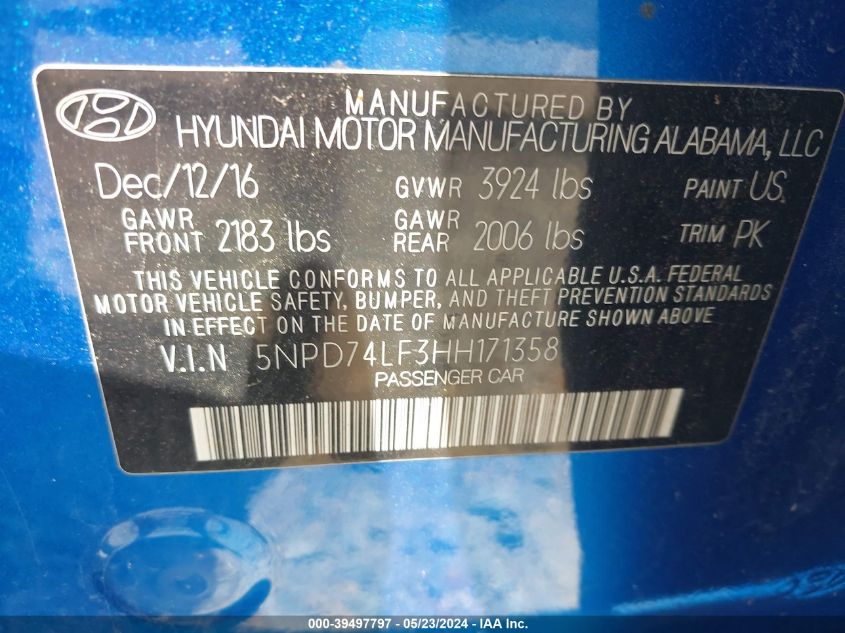 MANUFACTURED BY
HYUNDAI MOTOR MANUFACTURING ALABAMA, LLC
Dec/12/16 GVWR 3924 lbs PAINT US
GAWR FRONT 2183 lbs GAWR REAR 2006 lbs TRIM PK
THIS VEHICLE CONFORMS TO ALL APPLICABLE U.S.A. FEDERAL
MOTOR VEHICLE SAFETY, BUMPER, AND THEFT PREVENTION STANDARDS
IN EFFECT ON THE DATE OF MANUFACTURE SHOWN ABOVE
V.I.N 5NPD74LF3HH171358
PASSENGER CAR
000-39497797 - 05/23/2024 - IAA Inc.